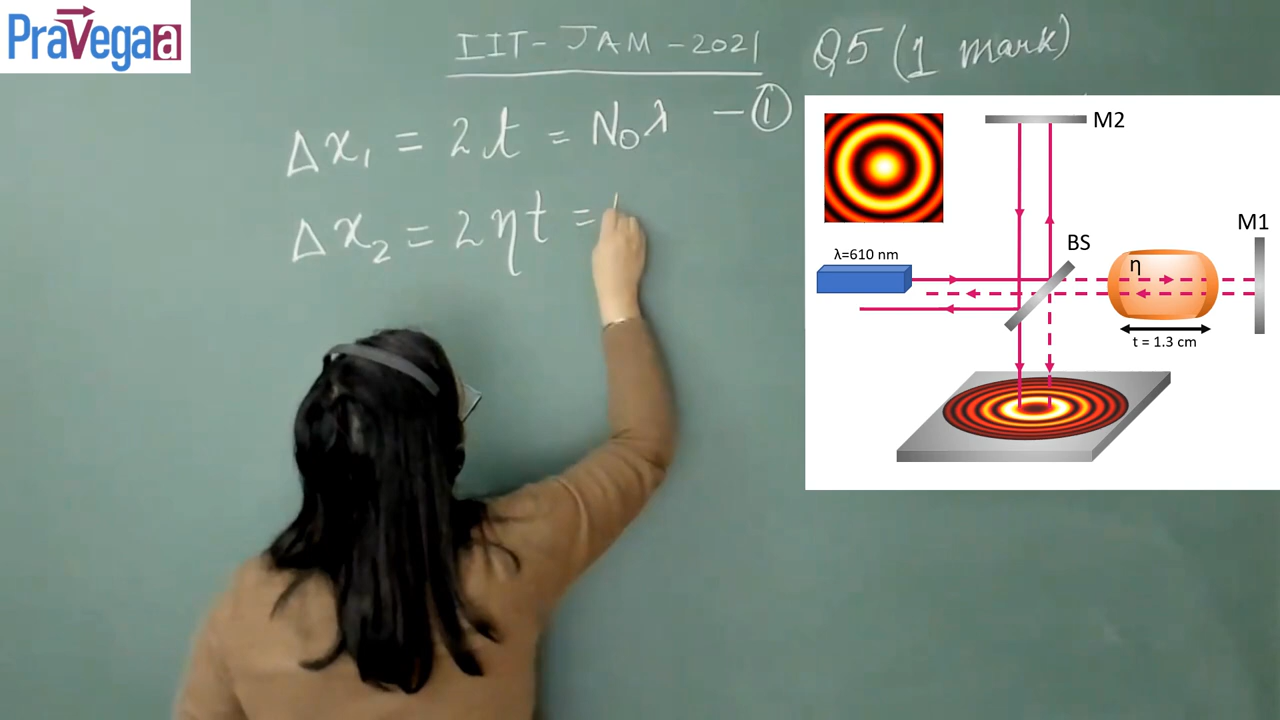 PraVegaa
IIT-JAM-2021 Q5 (1 mark)
Δx₁ = 2t = N₀λ — ①
Δx₂ = 2ηt =
M2
M1
BS
λ=610 nm
η
t = 1.3 cm